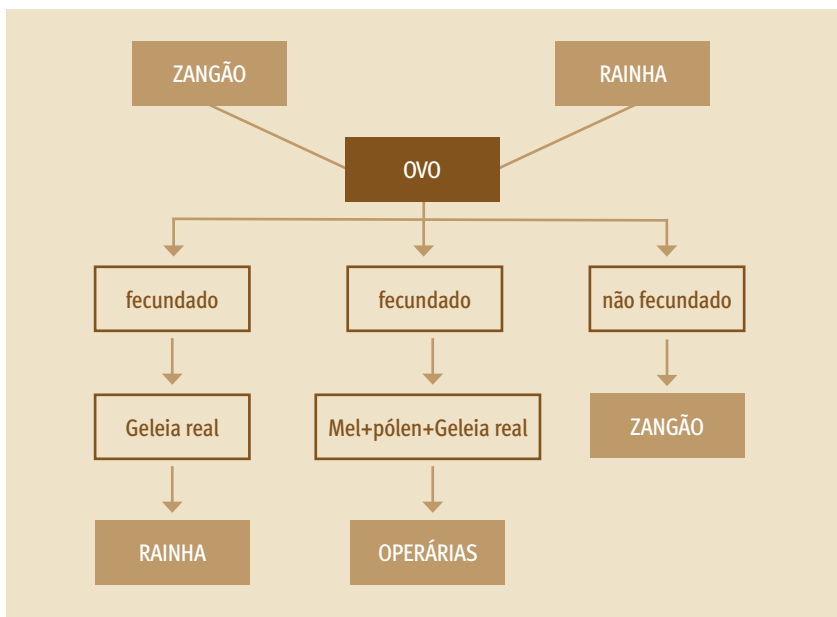 ZANGÃO
RAINHA
OVO
fecundado
fecundado
não fecundado
Geleia real
Mel+pólen+Geleia real
ZANGÃO
RAINHA
OPERÁRIAS